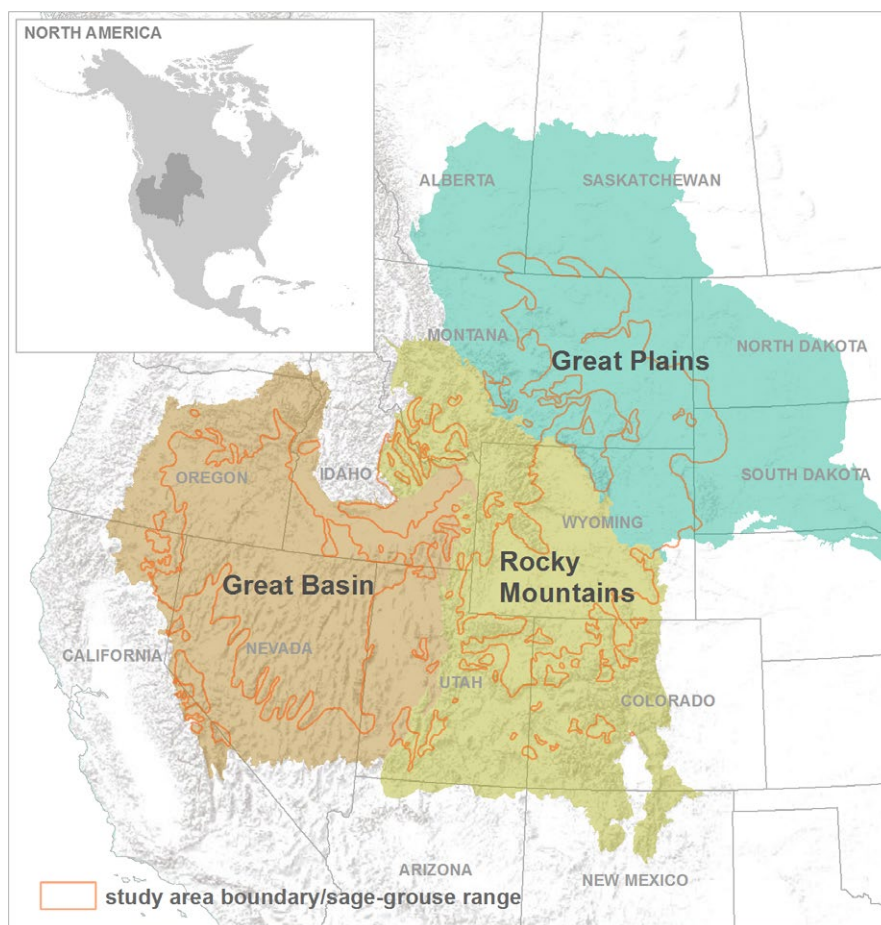 NORTH AMERICA
ALBERTA
SASKATCHEWAN
MONTANA
NORTH DAKOTA
Great Plains
OREGON
IDAHO
SOUTH DAKOTA
WYOMING
Rocky
Mountains
Great Basin
CALIFORNIA
NEVADA
UTAH
COLORADO
ARIZONA
NEW MEXICO
study area boundary/sage-grouse range